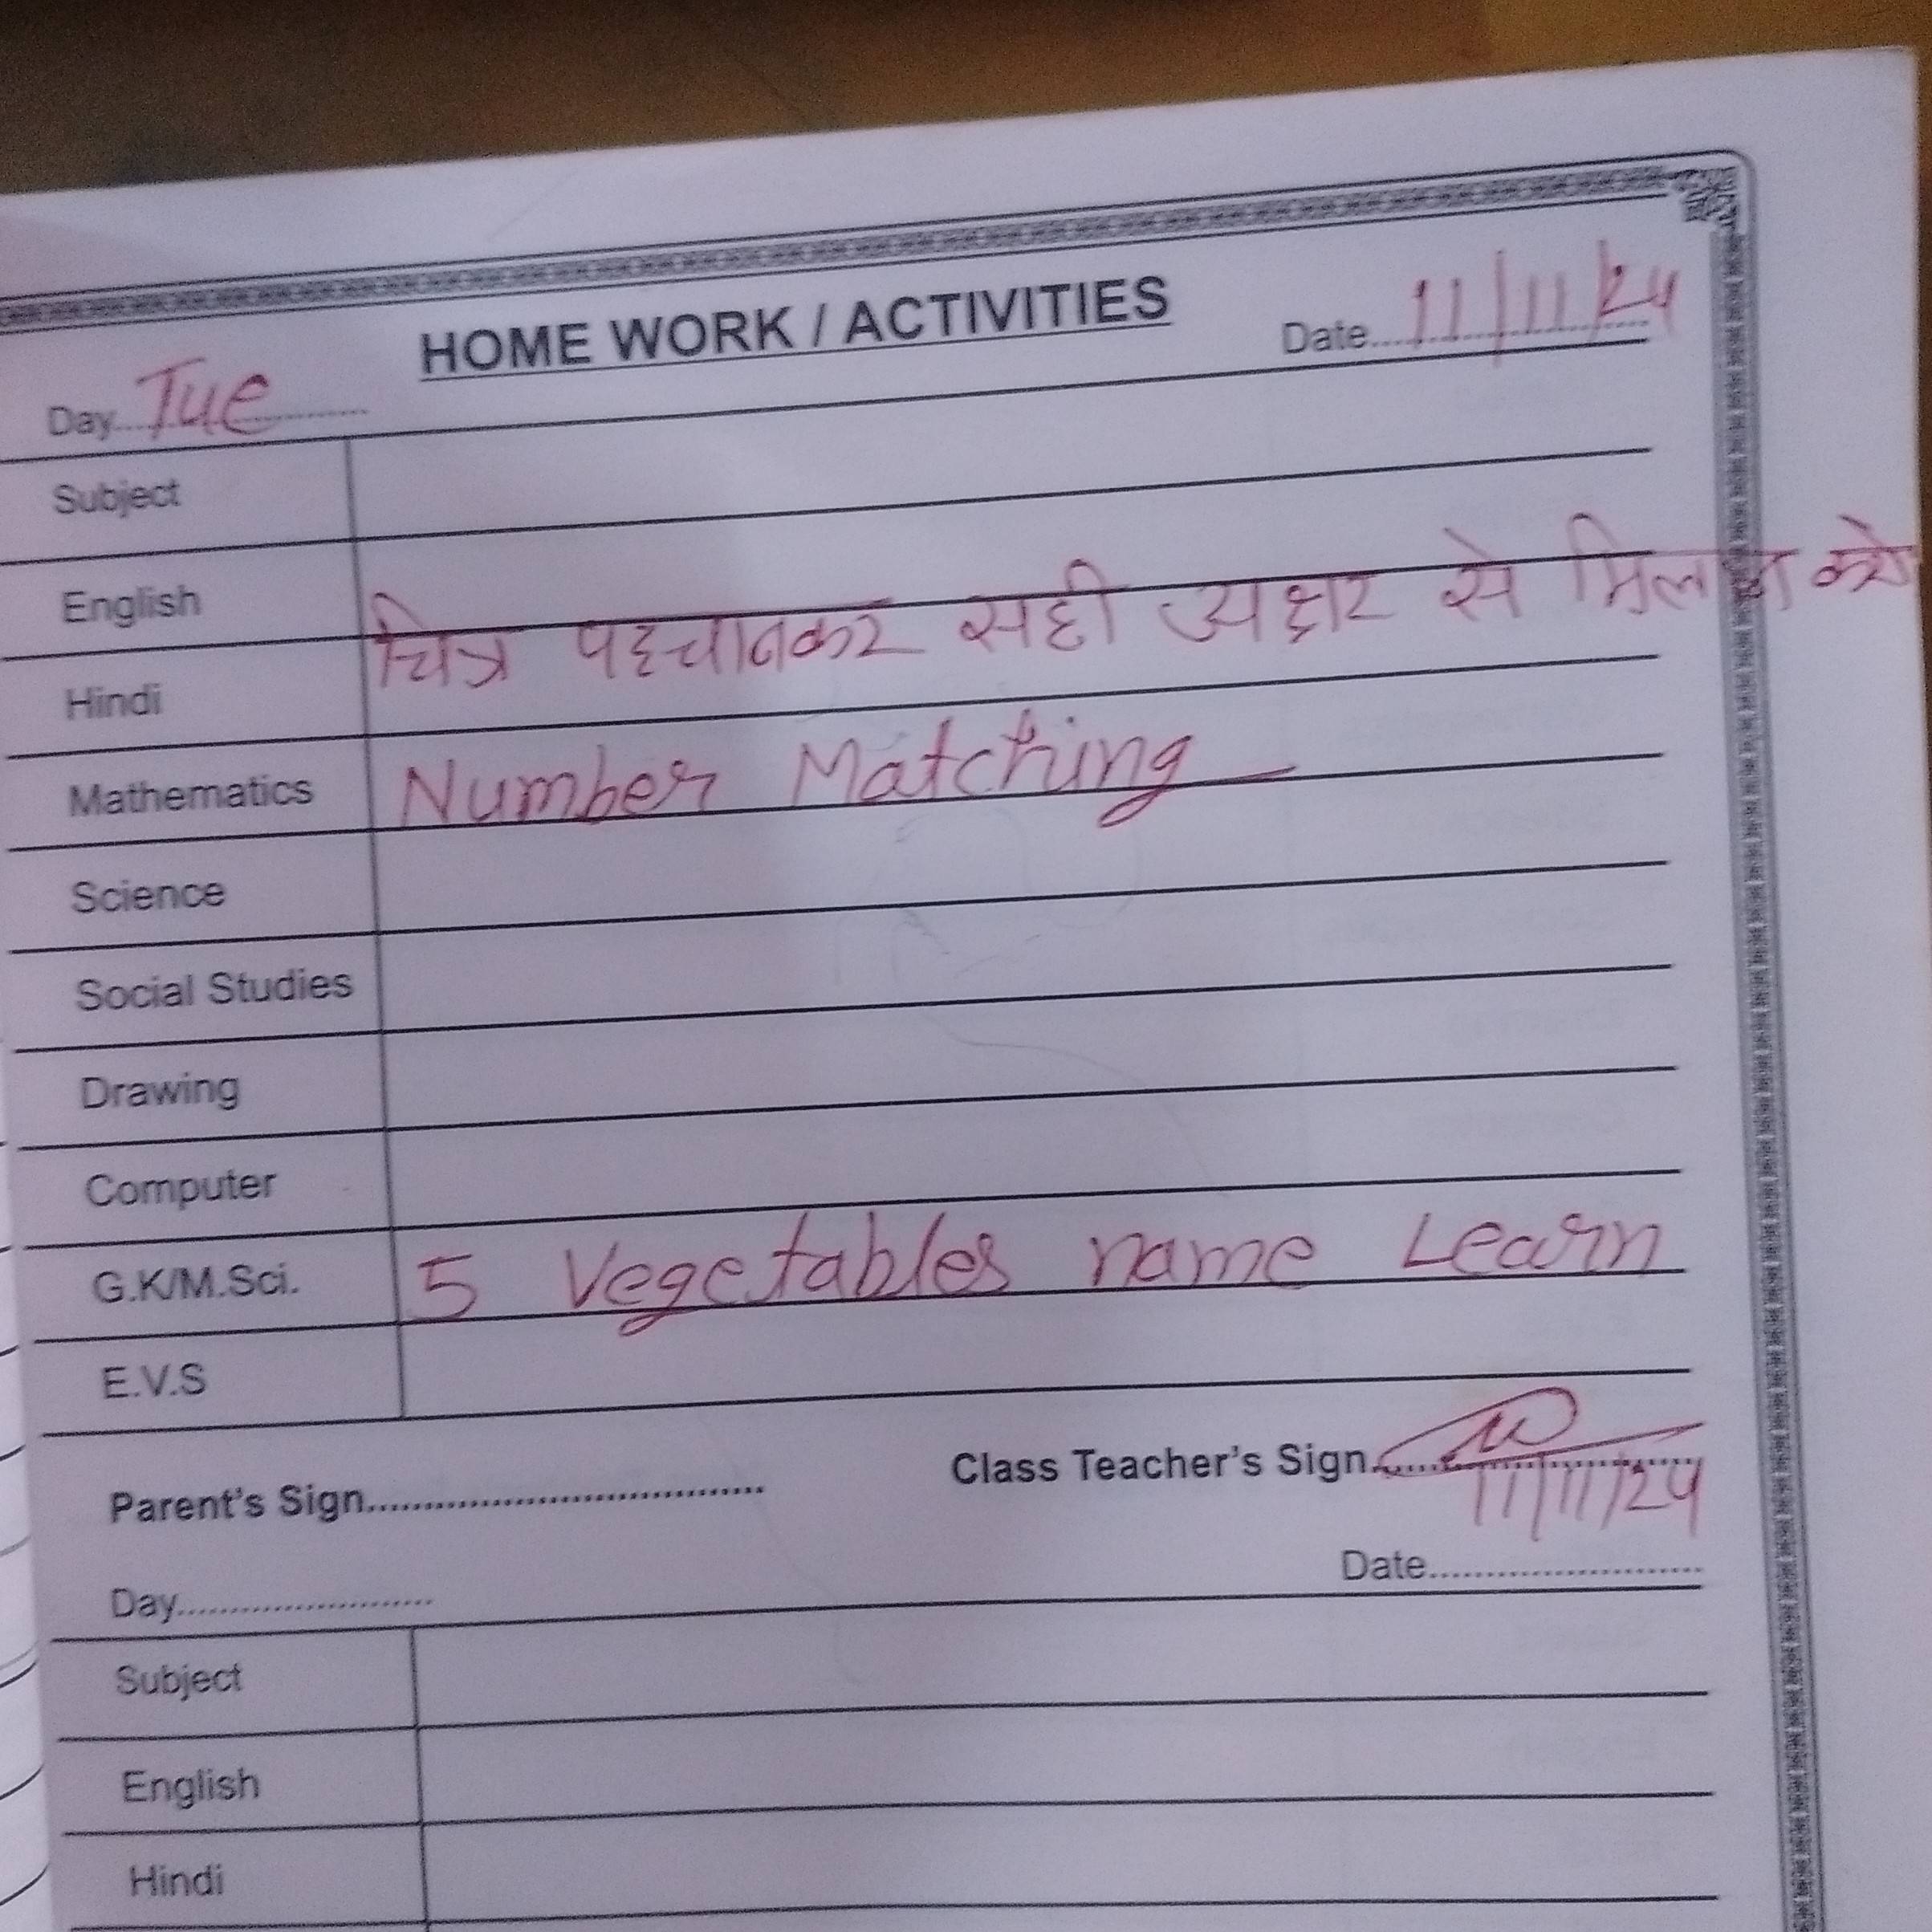 HOME WORK / ACTIVITIES
Day Tue Date 11/11/24
Subject
English
Hindi चित्र पहचानकर सही अक्षर से मिलान करो
Mathematics Number Matching
Science
Social Studies
Drawing
Computer
G.K/M.Sci. 5 Vegetables name Learn
E.V.S
Parent's Sign Class Teacher's Sign
11/11/24
Day Date
Subject
English
Hindi